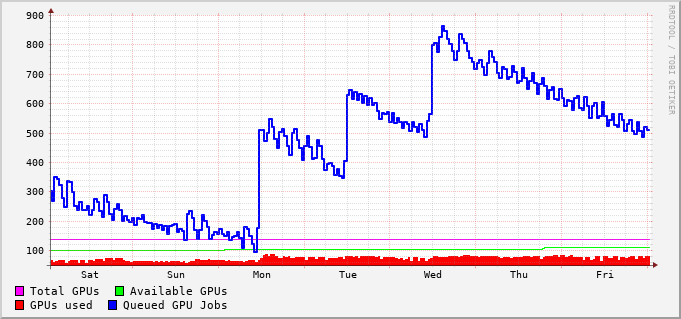 900
800
700
600
500
400
300
200
100
Sat Sun Mon Tue Wed Thu Fri
Total GPUs Available GPUs
GPUs used Queued GPU Jobs
RRDTOOL / TOBI OETIKER